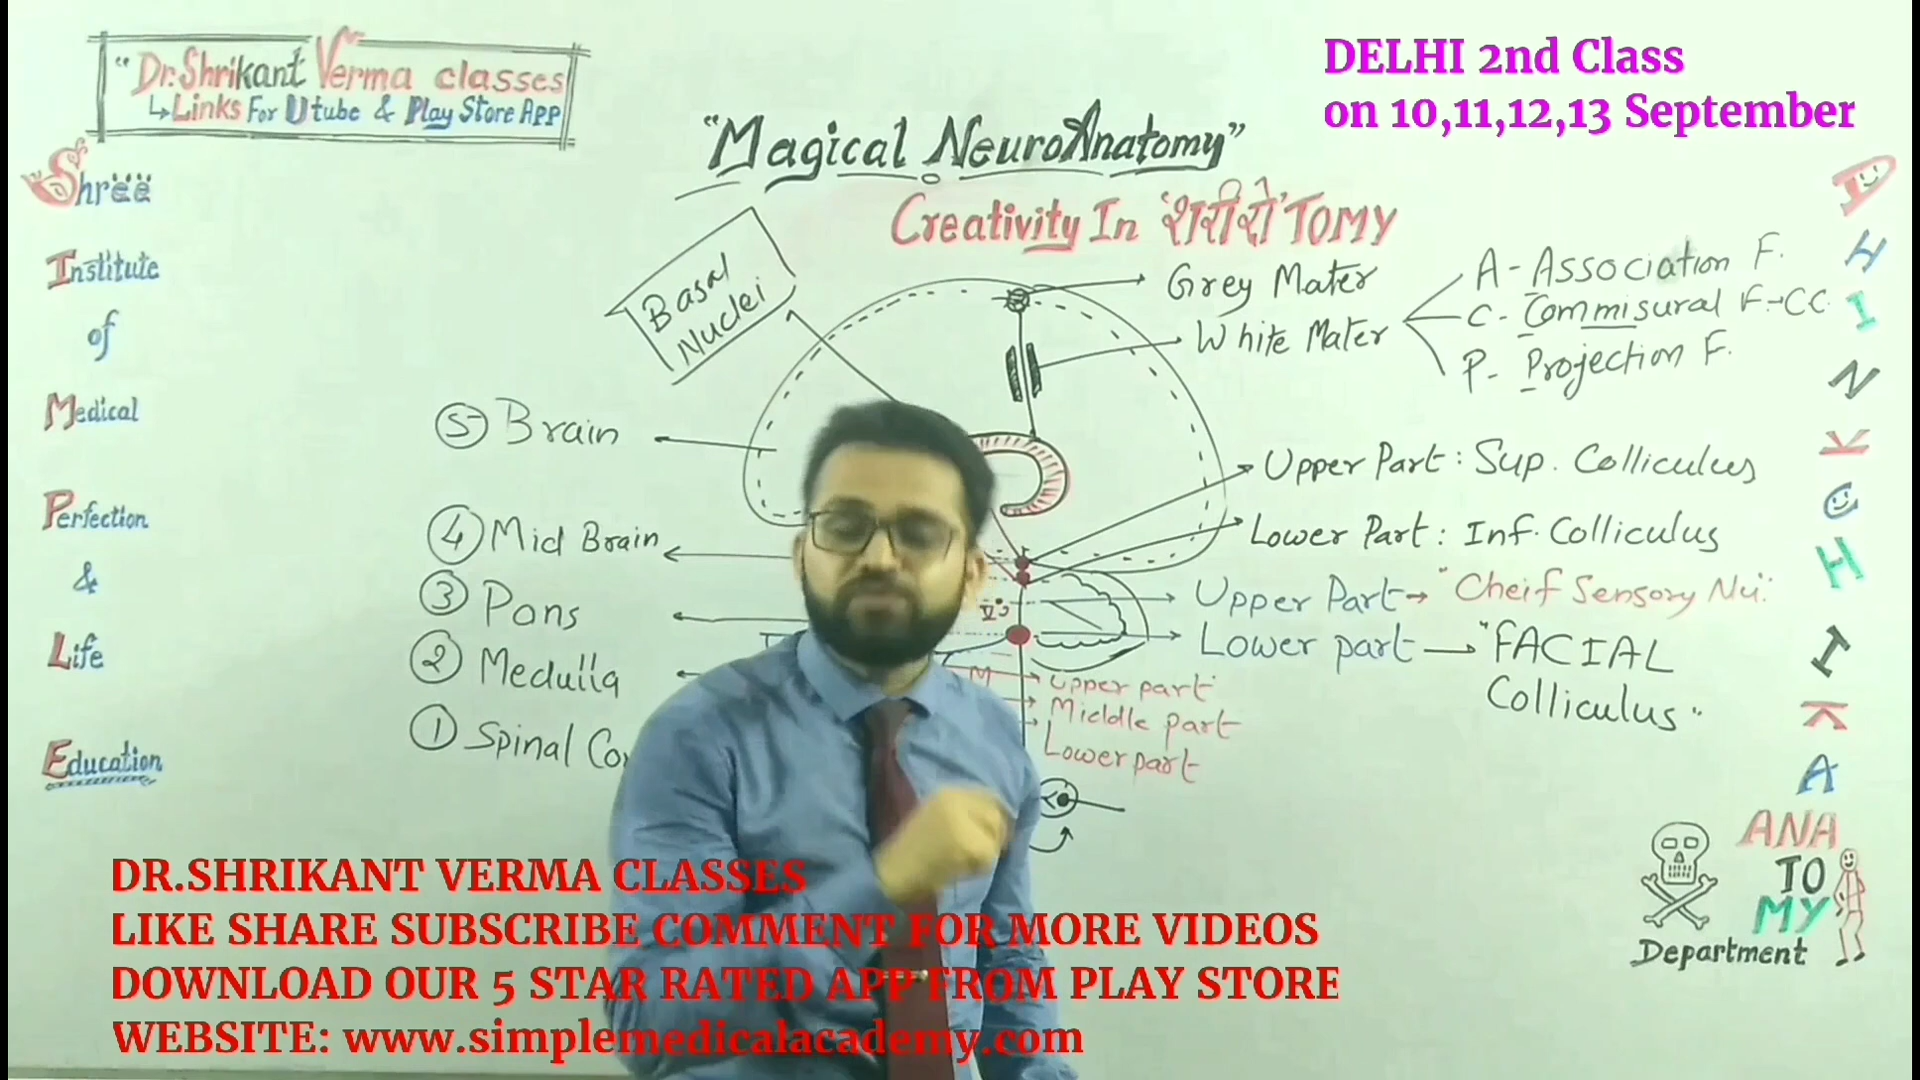 "Dr. Shrikant Verma classes
↳ Links For Utube & Play Store App
DELHI 2nd Class
on 10,11,12,13 September
"Magical NeuroAnatomy"
Creativity In 'शारीरो'TOMY
Shree
Institute
of
Medical
Perfection
&
Life
Education
Basal
Nuclei
Grey Mater
White Mater
A - Association F.
C - Commisural F → CC.
P - Projection F.
⑤ Brain
④ Mid Brain
③ Pons
② Medulla
① Spinal Co
Upper Part : Sup. Colliculus
Lower Part : Inf. Colliculus
Upper Part → "Cheif Sensory Nu:
Lower part → "FACIAL
Colliculus"
M
Upper part
Middle part
Lower part
DHINKCHIKA
ANA
TO
MY
Department
DR.SHRIKANT VERMA CLASSES
LIKE SHARE SUBSCRIBE COMMENT FOR MORE VIDEOS
DOWNLOAD OUR 5 STAR RATED APP FROM PLAY STORE
WEBSITE: www.simplemedicalacademy.com